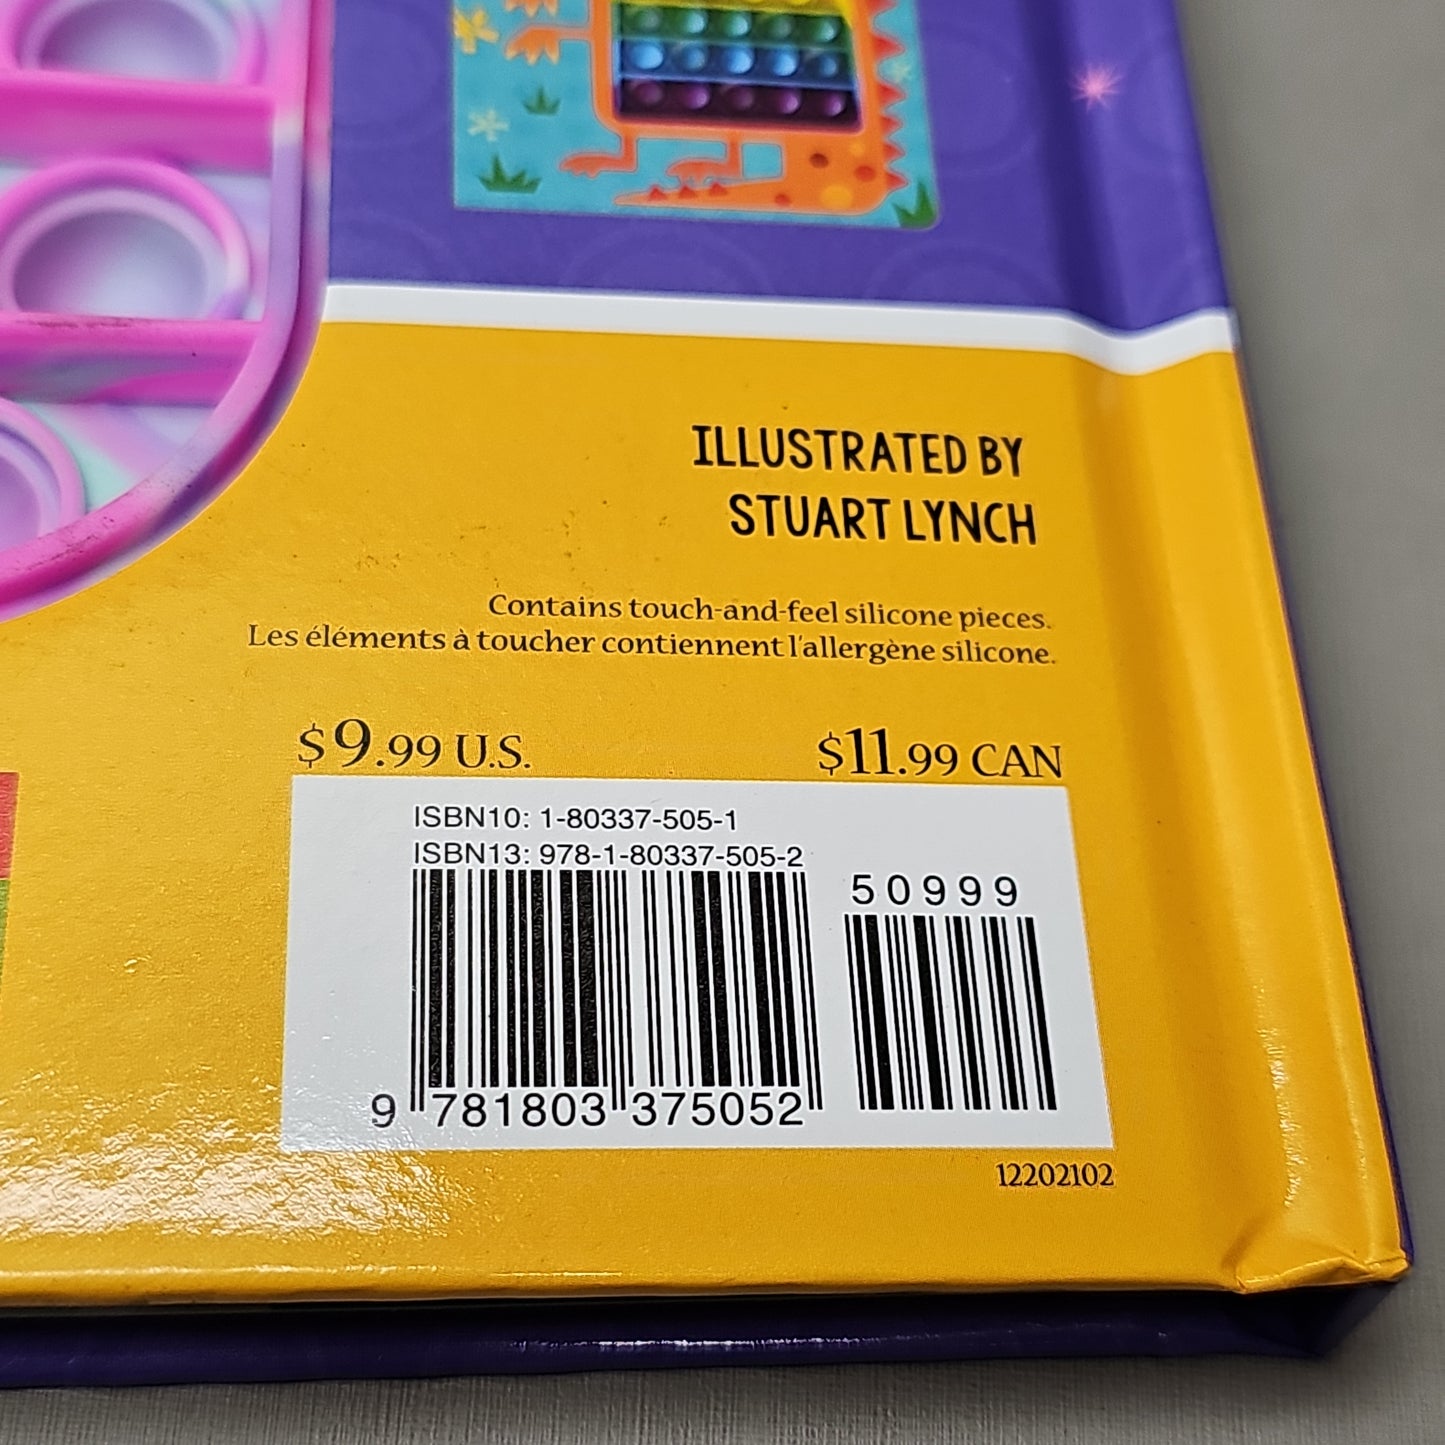 ILLUSTRATED BY
STUART LYNCH
Contains touch-and-feel silicone pieces.
Les éléments à toucher contiennent l'allergène silicone.
$9.99 U.S. $11.99 CAN
ISBN10: 1-80337-505-1
ISBN13: 978-1-80337-505-2
50999
9 781803 375052
12202102